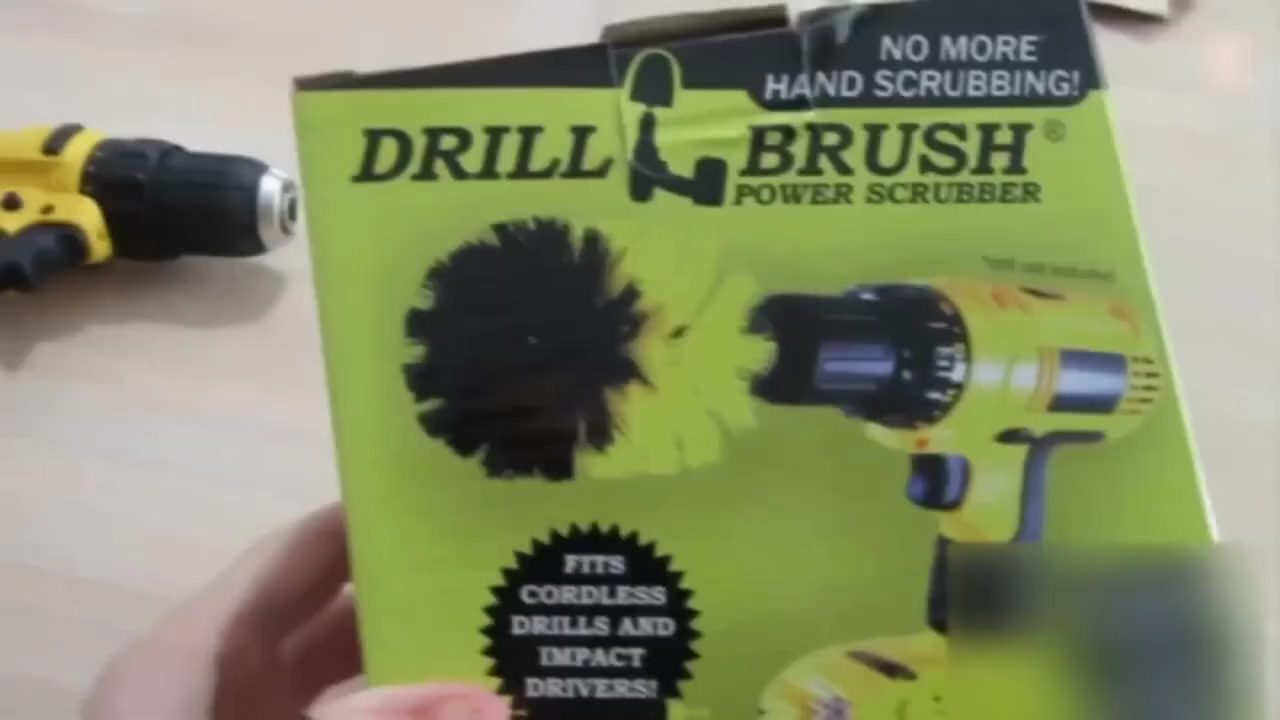 NO MORE
HAND SCRUBBING!
DRILL BRUSH®
POWER SCRUBBER
FITS
CORDLESS
DRILLS AND
IMPACT
DRIVERS!